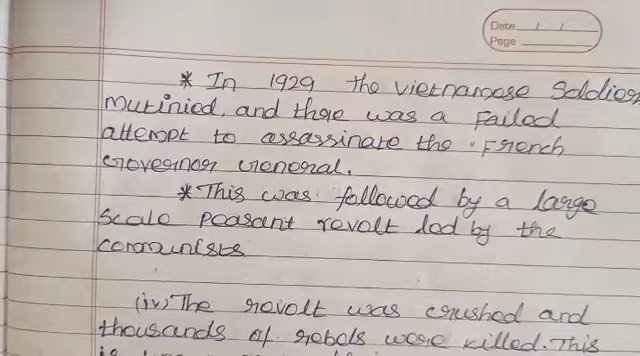 Date / /
Page
* In 1929 the vietnamese Soldier
mutinied, and there was a Failed
attempt to assassinate the "French
Governor General.
* This was followed by a large
Scale peasant revolt led by the
communists
(iv) The revolt was crushed and
thousands of rebels were killed. This
is